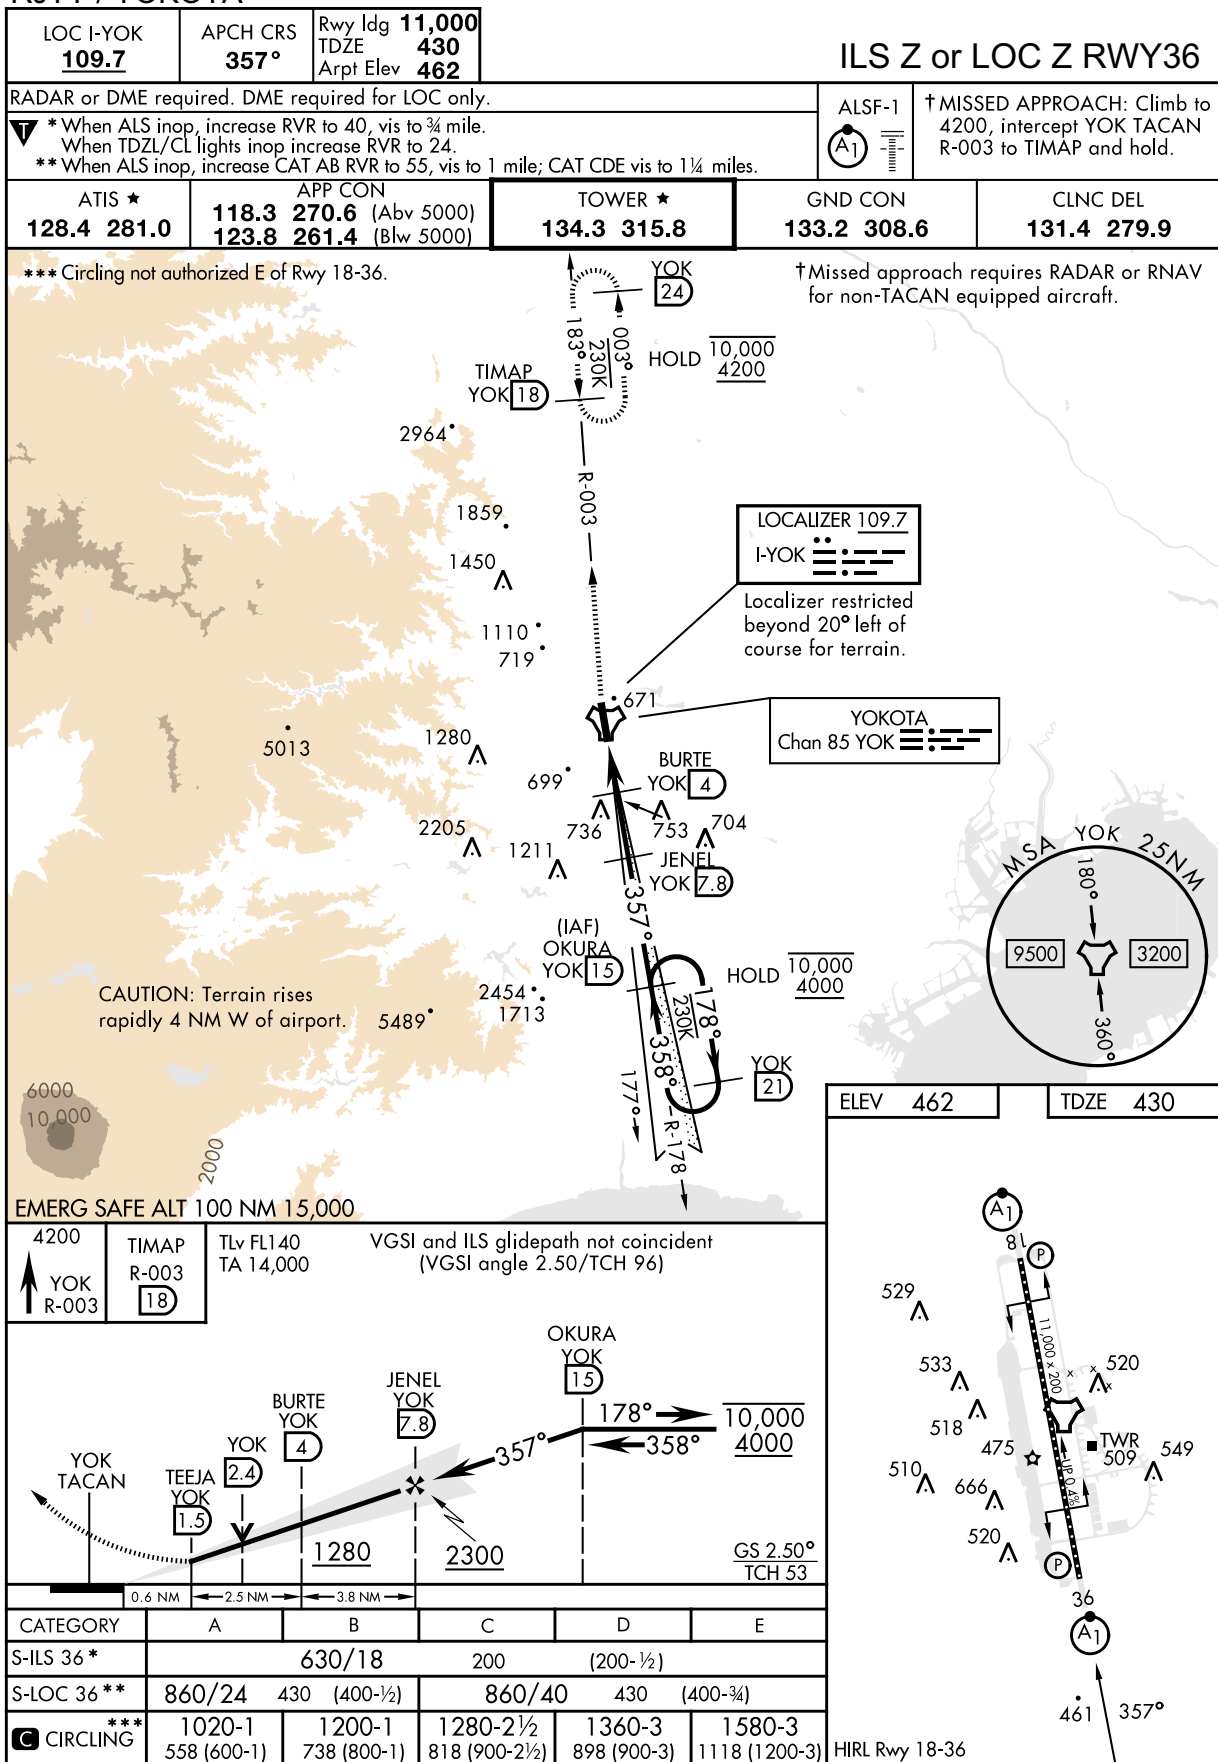 LOC I-YOK
109.7
APCH CRS
357°
Rwy ldg 11,000
TDZE 430
Arpt Elev 462
ILS Z or LOC Z RWY36
RADAR or DME required. DME required for LOC only.
T
* When ALS inop, increase RVR to 40, vis to ¾ mile.
When TDZL/CL lights inop increase RVR to 24.
** When ALS inop, increase CAT AB RVR to 55, vis to 1 mile; CAT CDE vis to 1¼ miles.
ALSF-1
A1
† MISSED APPROACH: Climb to
4200, intercept YOK TACAN
R-003 to TIMAP and hold.
ATIS ★
128.4 281.0
APP CON
118.3 270.6 (Abv 5000)
123.8 261.4 (Blw 5000)
TOWER ★
134.3 315.8
GND CON
133.2 308.6
CLNC DEL
131.4 279.9
*** Circling not authorized E of Rwy 18-36.
† Missed approach requires RADAR or RNAV
for non-TACAN equipped aircraft.
YOK
24
183°
003°
230K
HOLD
10,000
4200
TIMAP
YOK 18
2964
R-003
1859
1450
LOCALIZER 109.7
I-YOK
Localizer restricted
beyond 20° left of
course for terrain.
1110
719
671
YOKOTA
Chan 85 YOK
5013
1280
699
BURTE
YOK 4
736
753
704
2205
1211
JENEL
YOK 7.8
357°
MSA YOK 25NM
180°
9500
3200
360°
(IAF)
OKURA
YOK 15
HOLD
10,000
4000
178°
230K
358°
CAUTION: Terrain rises
rapidly 4 NM W of airport.
2454
1713
5489
YOK
21
177°
R-178
6000
10,000
2000
EMERG SAFE ALT 100 NM 15,000
ELEV 462
TDZE 430
4200
YOK
R-003
TIMAP
R-003
18
TLv FL140
TA 14,000
VGSI and ILS glidepath not coincident
(VGSI angle 2.50/TCH 96)
OKURA
YOK
15
JENEL
YOK
7.8
BURTE
YOK
4
YOK
2.4
TEEJA
YOK
1.5
YOK
TACAN
178°
358°
10,000
4000
357°
1280
2300
GS 2.50°
TCH 53
0.6 NM
2.5 NM
3.8 NM
A1
18
P
529
11,000 x 200
533
x x 520
x
518
475
TWR
509
549
510
666
UP 0.4%
520
P
36
A1
461
357°
HIRL Rwy 18-36
CATEGORY A B C D E
S-ILS 36 * 630/18 200 (200-½)
S-LOC 36 ** 860/24 430 (400-½) 860/40 430 (400-¾)
C CIRCLING *** 1020-1 1200-1 1280-2½ 1360-3 1580-3
558 (600-1) 738 (800-1) 818 (900-2½) 898 (900-3) 1118 (1200-3)